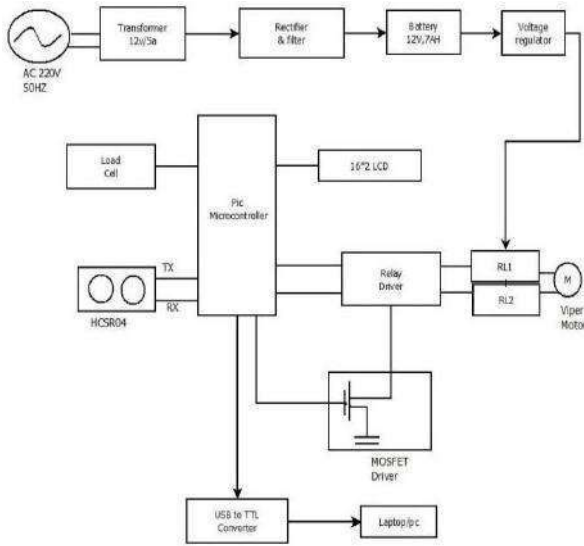 Transformer
12v/5a
Rectifier
& filter
Battery
12V,7AH
Voltage
regulator
AC 220V
50HZ
Load
Cell
Pic
Microcontroller
16*2 LCD
TX
RX
HCSR04
Relay
Driver
RL1
RL2
M
Viper
Motor
MOSFET
Driver
USB to TTL
Converter
Laptop/pc